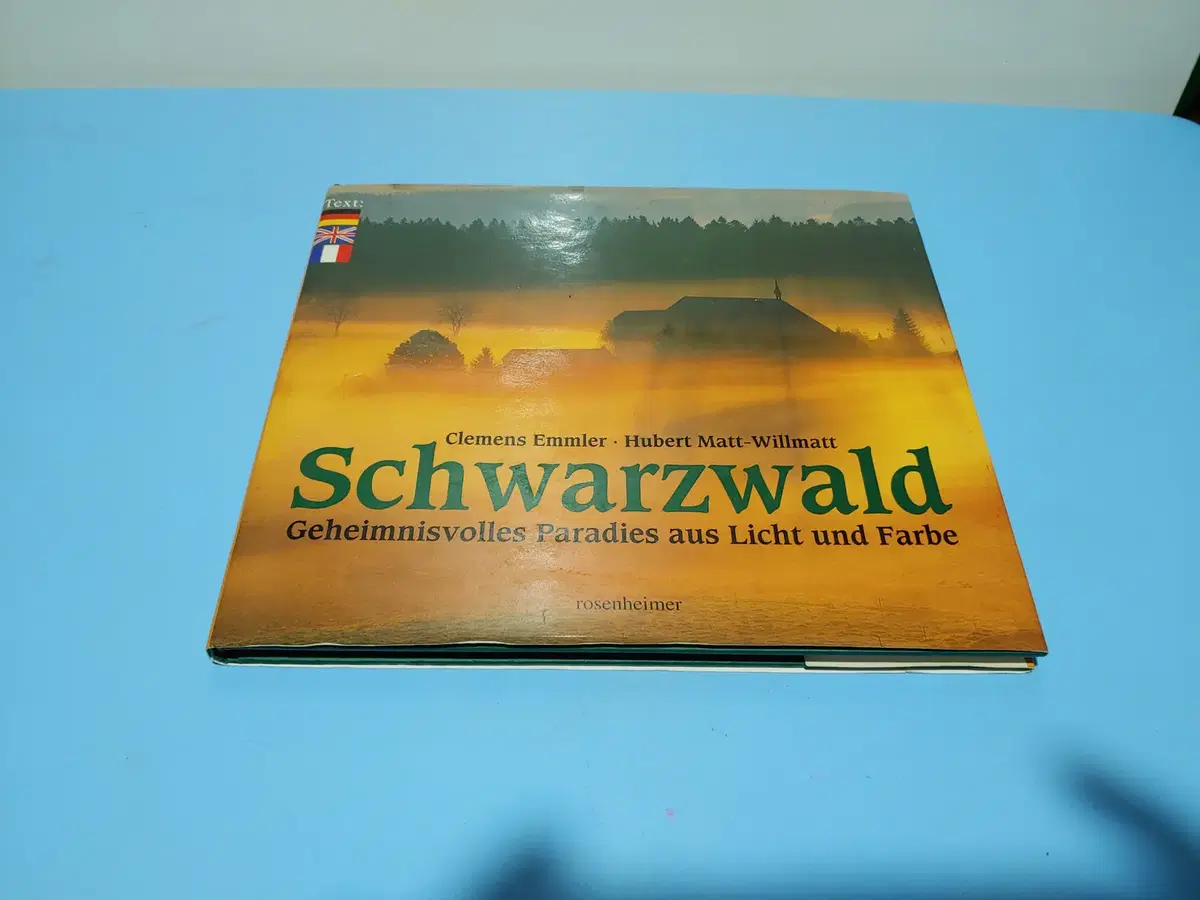 Text:
Clemens Emmler · Hubert Matt-Willmatt
Schwarzwald
Geheimnisvolles Paradies aus Licht und Farbe
rosenheimer